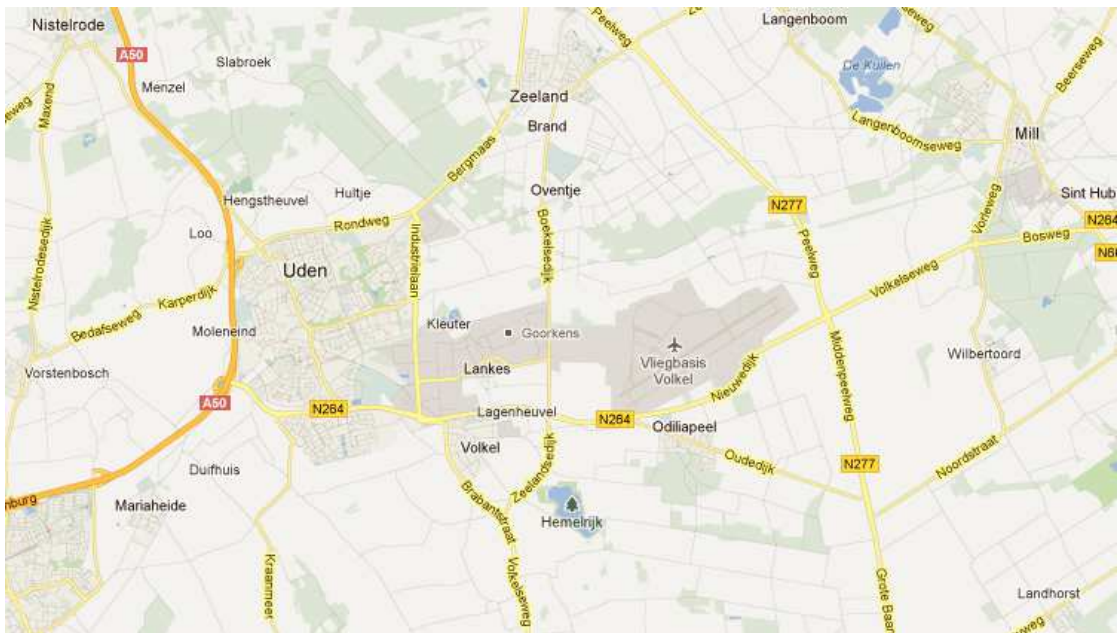 Nistelrode
Peelweg
Langenboom
Beerseweg
A50
Slabroek
Menzel
De Kuilen
Maxend
Zeeland
Peelweg
Brand
Langenboomseweg
Mill
Bergmaas
Hultje
Oventje
Hengstheuvel
Sint Hub
N277
Vorleweg
N264
Loo
Rondweg
Boekelsedijk
Bosweg
Industrielaan
Peelweg
Nistelrodesedijk
Uden
Volkelseweg
Karperdijk
Bedafseweg
Kleuter
Goorkens
Moleneind
Vliegbasis
Volkel
Middenpeelweg
Wilbertoord
Vorstenbosch
Lankes
Nieuwedijk
A50
N264
Lagenheuvel
N264
Odiliapeel
Volkel
Zeelandsedijk
Oudedijk
Noordstraat
N277
Duifhuis
Brabantstraat
Mariaheide
Hemelrijk
Kraanmeer
Volkelseweg
Grote Baan
Landhorst